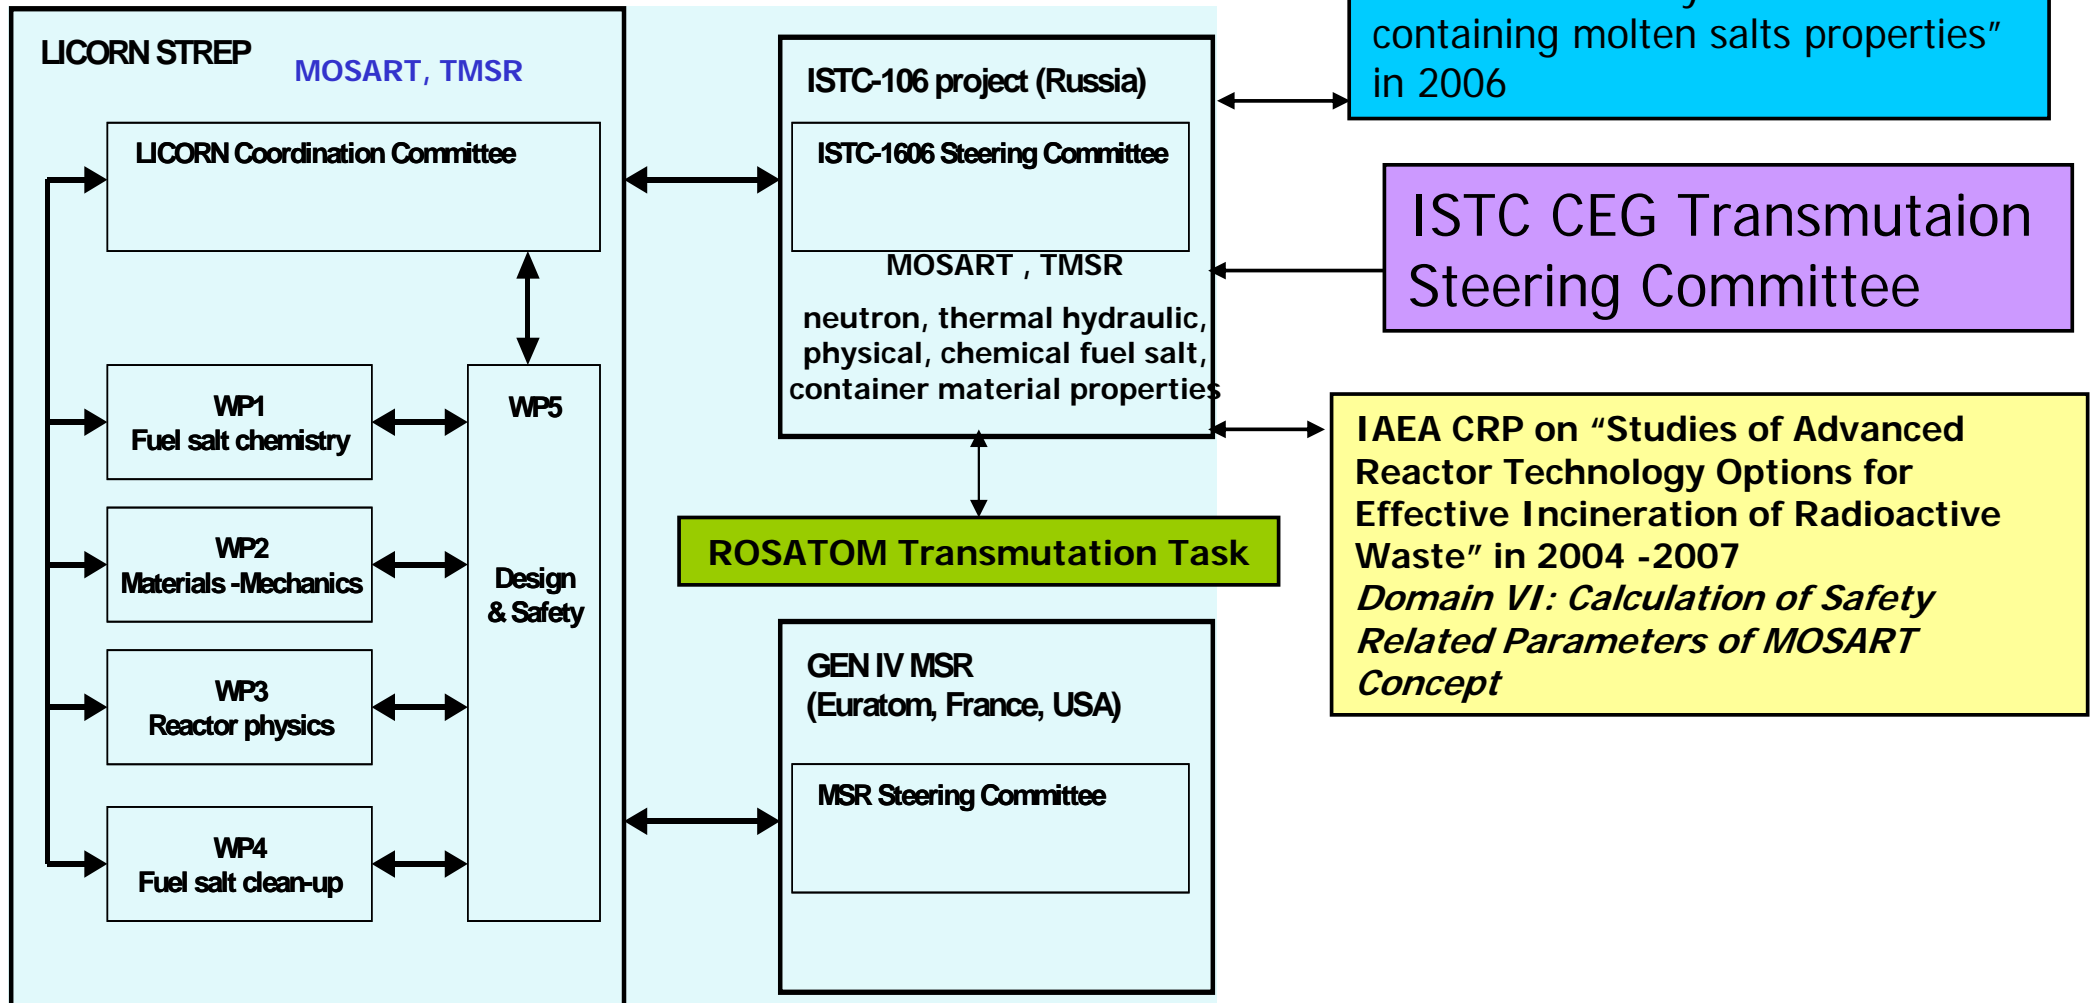 LICORN STREP
MOSART, TMSR
LICORN Coordination Committee
WP1
Fuel salt chemistry
WP2
Materials -Mechanics
WP3
Reactor physics
WP4
Fuel salt clean-up
WP5
Design
& Safety
ISTC-106 project (Russia)
ISTC-1606 Steering Committee
MOSART , TMSR
neutron, thermal hydraulic,
physical, chemical fuel salt,
container material properties
ROSATOM Transmutation Task
GEN IV MSR
(Euratom, France, USA)
MSR Steering Committee
containing molten salts properties”
in 2006
ISTC CEG Transmutaion
Steering Committee
IAEA CRP on “Studies of Advanced
Reactor Technology Options for
Effective Incineration of Radioactive
Waste” in 2004 -2007
Domain VI: Calculation of Safety
Related Parameters of MOSART
Concept